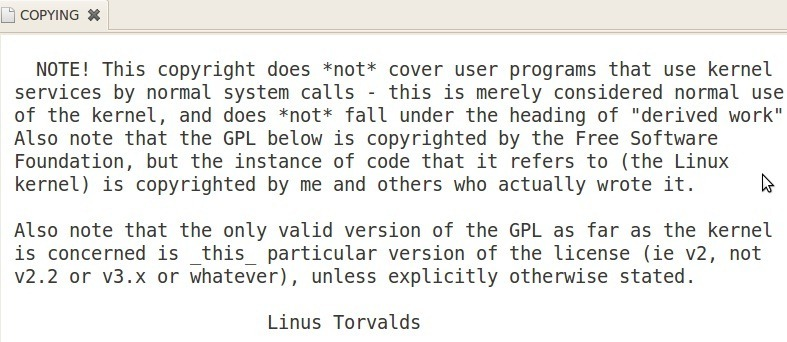 COPYING
NOTE! This copyright does *not* cover user programs that use kernel
services by normal system calls - this is merely considered normal use
of the kernel, and does *not* fall under the heading of "derived work"
Also note that the GPL below is copyrighted by the Free Software
Foundation, but the instance of code that it refers to (the Linux
kernel) is copyrighted by me and others who actually wrote it.
Also note that the only valid version of the GPL as far as the kernel
is concerned is _this_ particular version of the license (ie v2, not
v2.2 or v3.x or whatever), unless explicitly otherwise stated.
Linus Torvalds